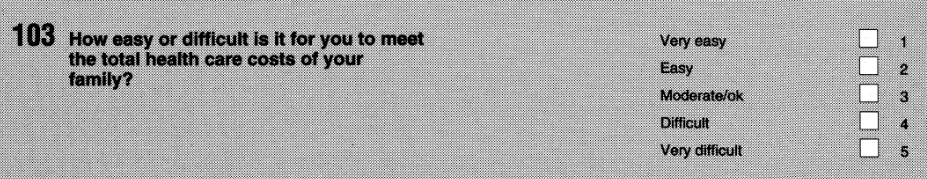 103 How easy or difficult is it for you to meet
the total health care costs of your
family?
Very easy 1
Easy 2
Moderate/ok 3
Difficult 4
Very difficult 5